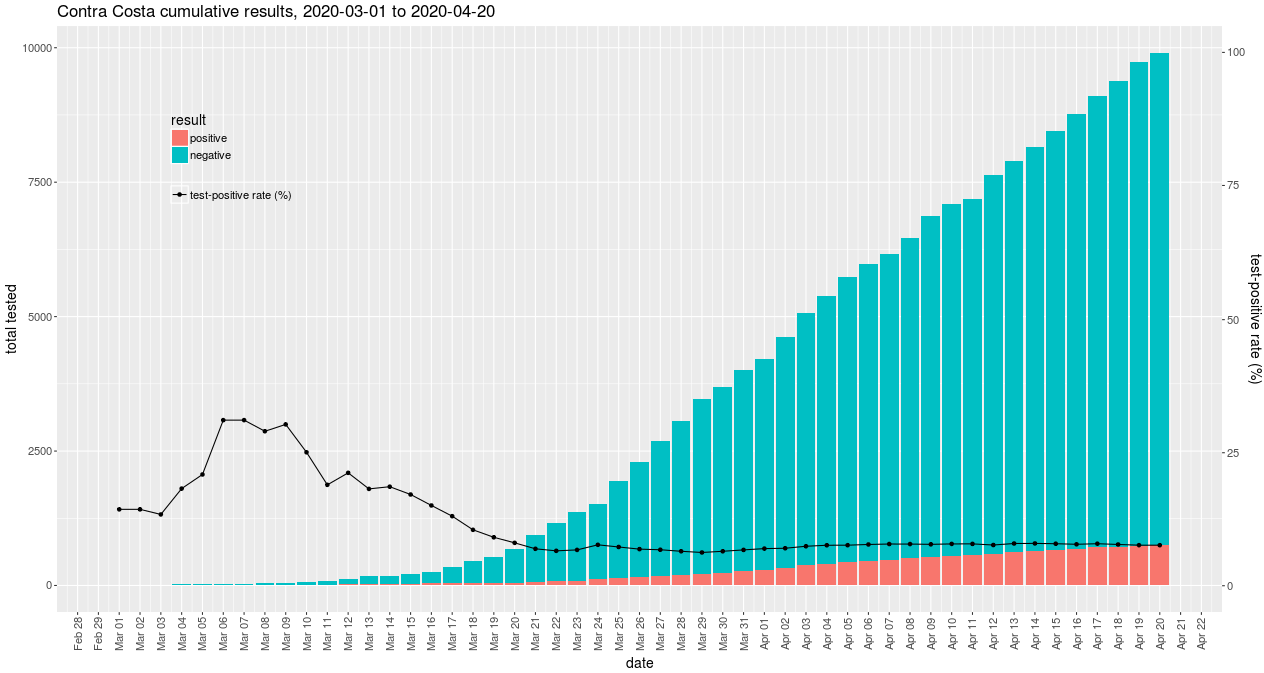 Contra Costa cumulative results, 2020-03-01 to 2020-04-20
10000
7500
5000
2500
0
total tested
result
positive
negative
test-positive rate (%)
100
75
50
25
0
test-positive rate (%)
Feb 28
Feb 29
Mar 01
Mar 02
Mar 03
Mar 04
Mar 05
Mar 06
Mar 07
Mar 08
Mar 09
Mar 10
Mar 11
Mar 12
Mar 13
Mar 14
Mar 15
Mar 16
Mar 17
Mar 18
Mar 19
Mar 20
Mar 21
Mar 22
Mar 23
Mar 24
Mar 25
Mar 26
Mar 27
Mar 28
Mar 29
Mar 30
Mar 31
Apr 01
Apr 02
Apr 03
Apr 04
Apr 05
Apr 06
Apr 07
Apr 08
Apr 09
Apr 10
Apr 11
Apr 12
Apr 13
Apr 14
Apr 15
Apr 16
Apr 17
Apr 18
Apr 19
Apr 20
Apr 21
Apr 22
date